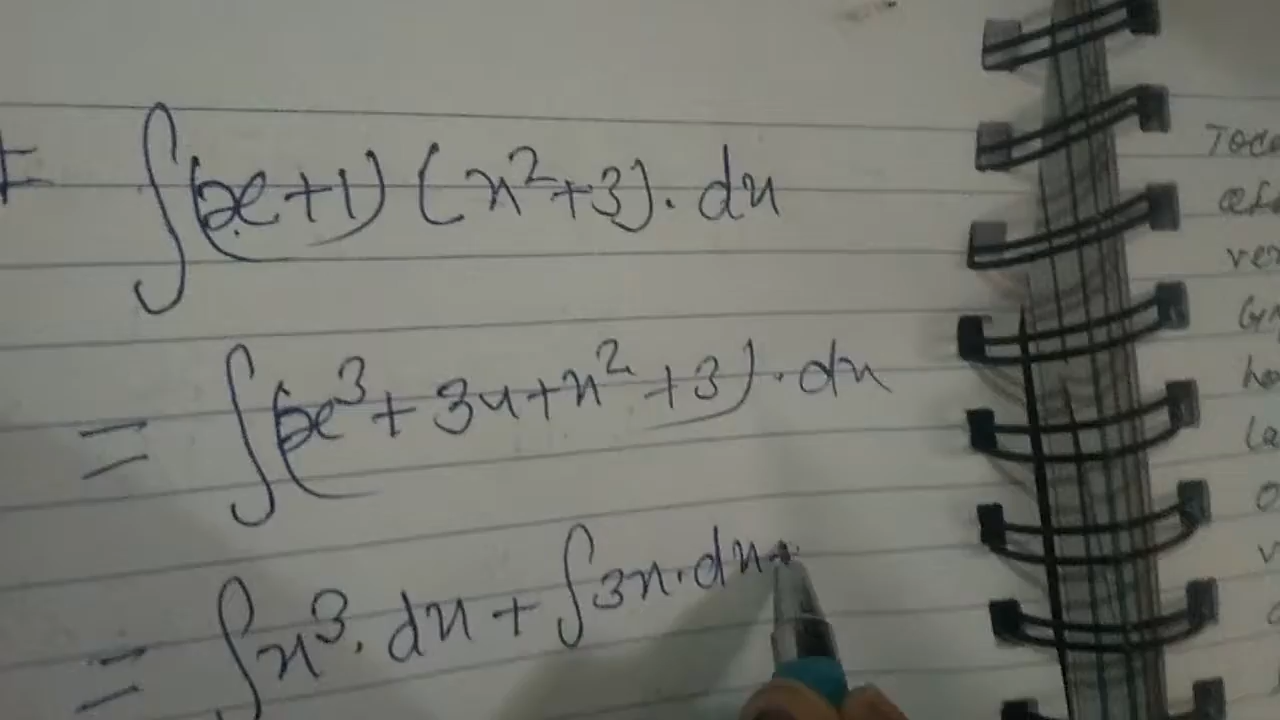 = ∫(x+1)(x²+3).dx
= ∫(x³+3x+x²+3).dx
= ∫x³.dx+∫3x.dx+